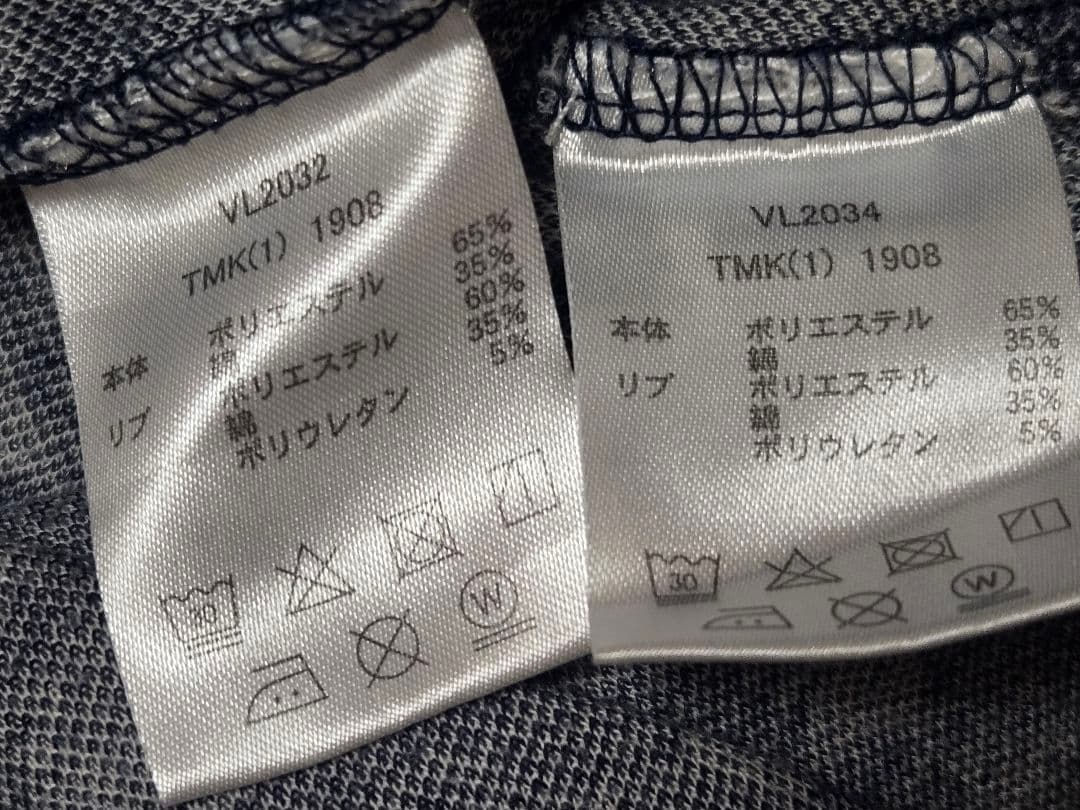 VL2032
TMK(1) 1908
本体 ポリエステル 65%
綿 35%
リブ ポリエステル 60%
綿 35%
ポリウレタン 5%
30
W
VL2034
TMK(1) 1908
本体 ポリエステル 65%
綿 35%
リブ ポリエステル 60%
綿 35%
ポリウレタン 5%
30
W